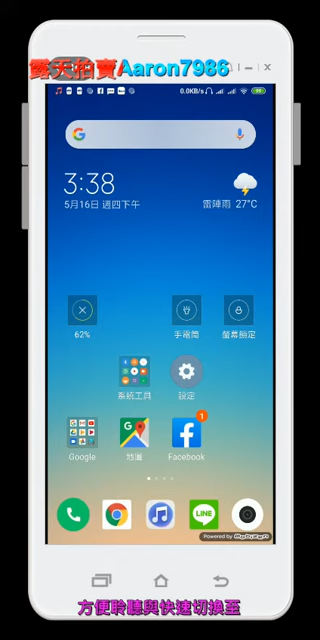 露天拍賣Aaron7986
0.0KB/s
3:38
5月16日 週四下午
雷陣雨 27°C
62%
手電筒
螢幕鎖定
系統工具
設定
1
Google
地圖
Facebook
LINE
Powered by
方便聆聽與快速切換至